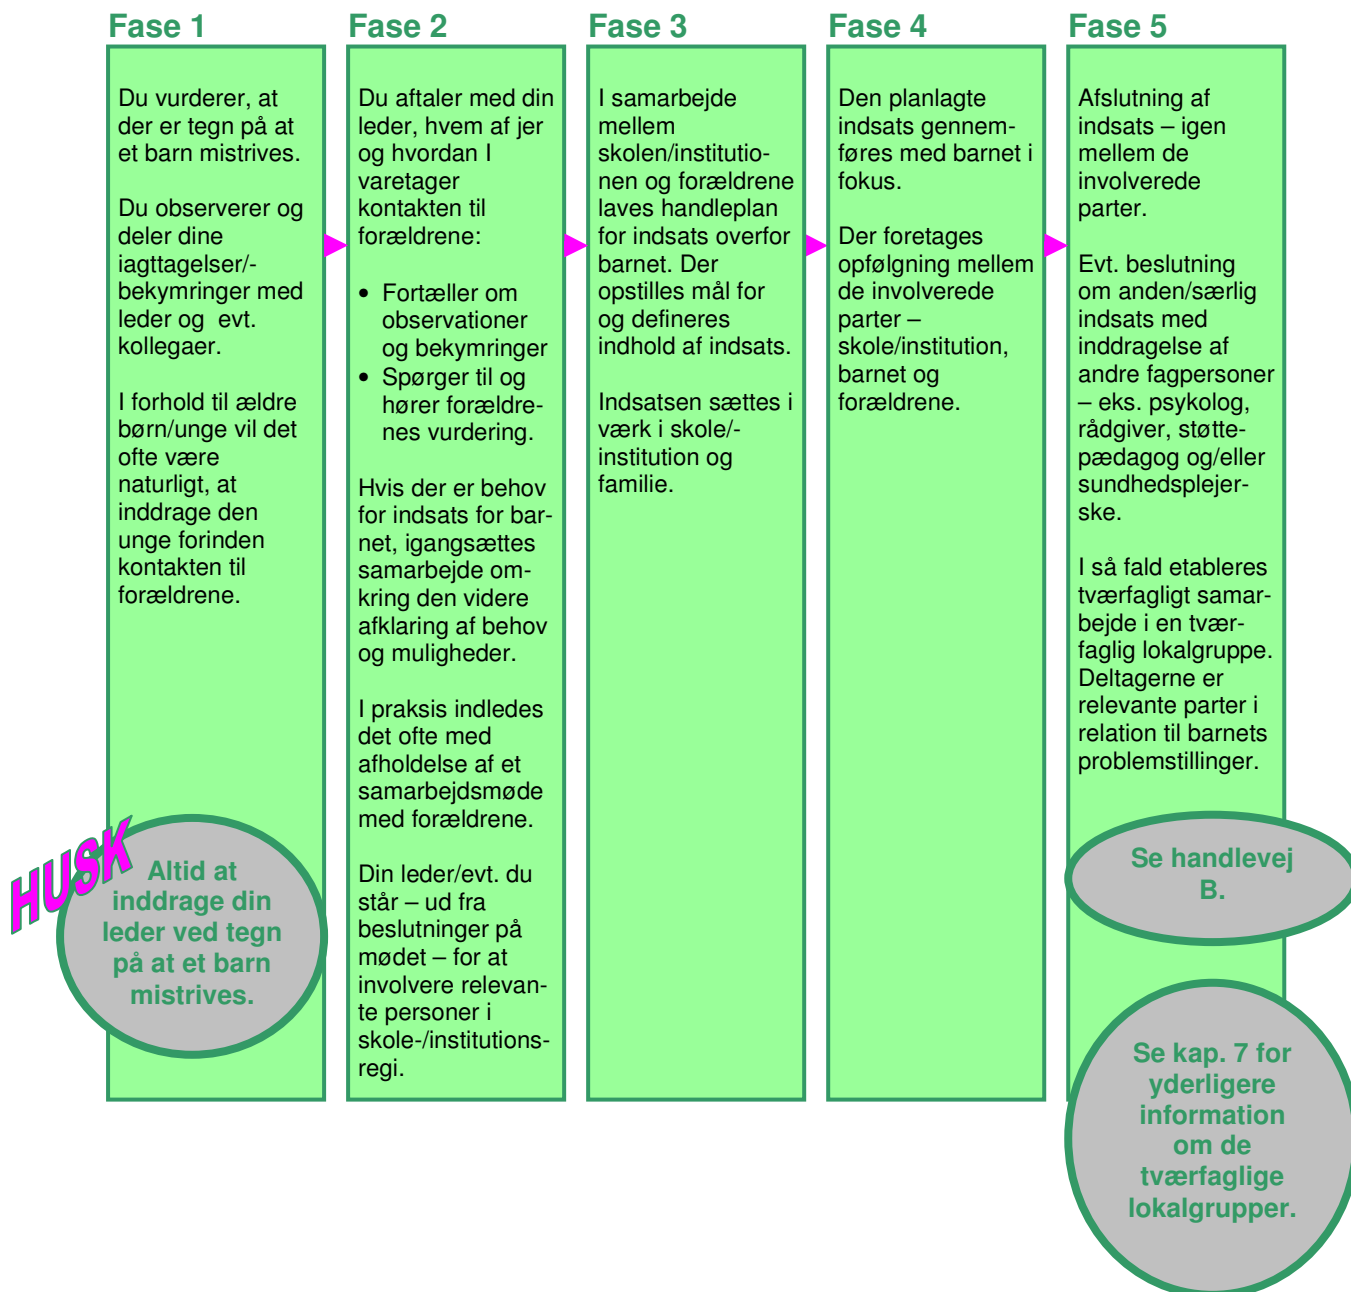 Fase 1
Du vurderer, at
der er tegn på at
et barn mistrives.
Du observerer og
deler dine
iagttagelser/-
bekymringer med
leder og  evt.
kollegaer.
I forhold til ældre
børn/unge vil det
ofte være
naturligt, at
inddrage den
unge forinden
kontakten til
forældrene.
HUSK
Altid at
inddrage din
leder ved tegn
på at et barn
mistrives.
Fase 2
Du aftaler med din
leder, hvem af jer
og hvordan I
varetager
kontakten til
forældrene:
• Fortæller om
observationer
og bekymringer
• Spørger til og
hører forældre-
nes vurdering.
Hvis der er behov
for indsats for bar-
net, igangsættes
samarbejde om-
kring den videre
afklaring af behov
og muligheder.
I praksis indledes
det ofte med
afholdelse af et
samarbejdsmøde
med forældrene.
Din leder/evt. du
står – ud fra
beslutninger på
mødet – for at
involvere relevan-
te personer i
skole-/institutions-
regi.
Fase 3
I samarbejde
mellem
skolen/institutio-
nen og forældrene
laves handleplan
for indsats overfor
barnet. Der
opstilles mål for
og defineres
indhold af indsats.
Indsatsen sættes i
værk i skole/-
institution og
familie.
Fase 4
Den planlagte
indsats gennem-
føres med barnet i
fokus.
Der foretages
opfølgning mellem
de involverede
parter –
skole/institution,
barnet og
forældrene.
Fase 5
Afslutning af
indsats – igen
mellem de
involverede
parter.
Evt. beslutning
om anden/særlig
indsats med
inddragelse af
andre fagpersoner
– eks. psykolog,
rådgiver, støtte-
pædagog og/eller
sundhedsplejer-
ske.
I så fald etableres
tværfagligt samar-
bejde i en tvær-
faglig lokalgruppe.
Deltagerne er
relevante parter i
relation til barnets
problemstillinger.
Se handlevej
B.
Se kap. 7 for
yderligere
information
om de
tværfaglige
lokalgrupper.